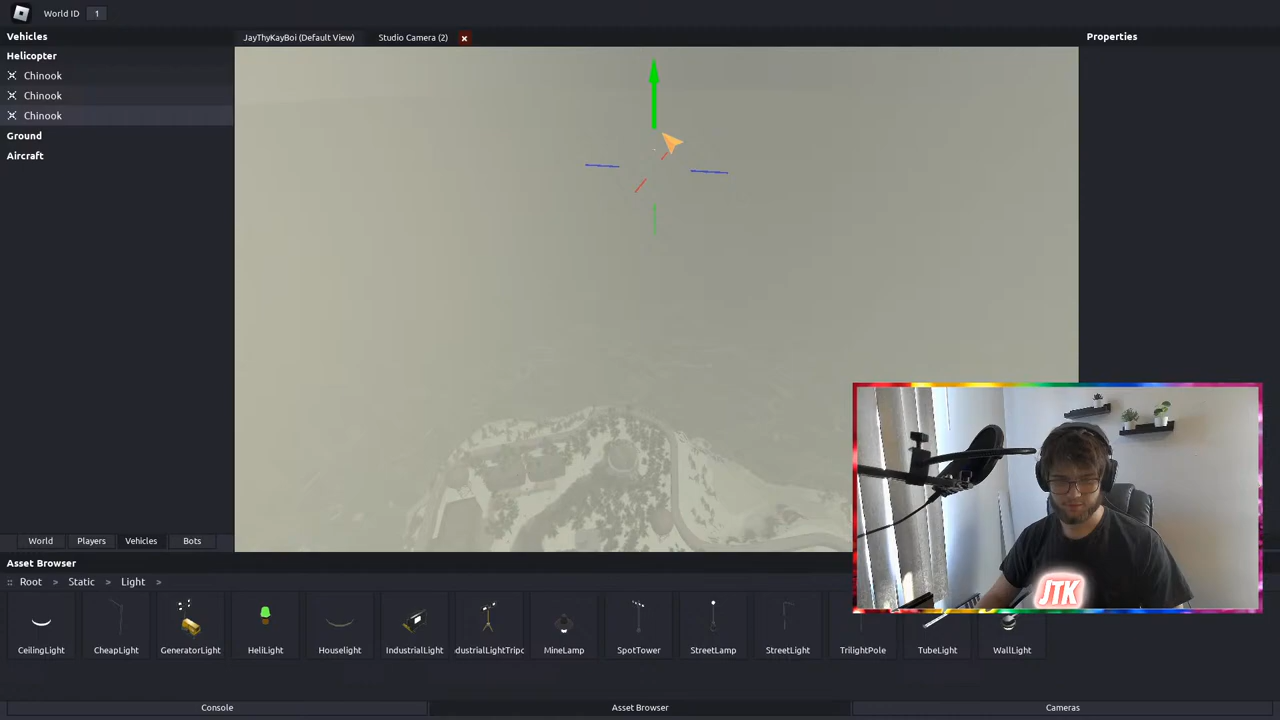 World ID 1
Vehicles
JayThyKayBoi (Default View) Studio Camera (2) x
Properties
Helicopter
Chinook
Chinook
Chinook
Ground
Aircraft
World Players Vehicles Bots
Asset Browser
:: Root > Static > Light >
CeilingLight CheapLight GeneratorLight HeliLight Houselight IndustrialLight dustrialLightTripc MineLamp SpotTower StreetLamp StreetLight TrilightPole TubeLight WallLight
JTK
Console Asset Browser Cameras